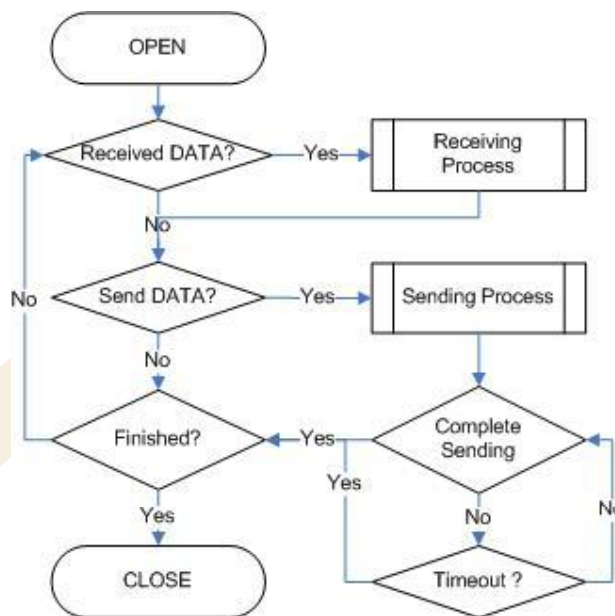 OPEN
Received DATA?
Yes
Receiving
Process
No
Send DATA?
Yes
Sending Process
No
No
Finished?
Yes
Complete
Sending
Yes
No
No
Yes
CLOSE
Timeout ?